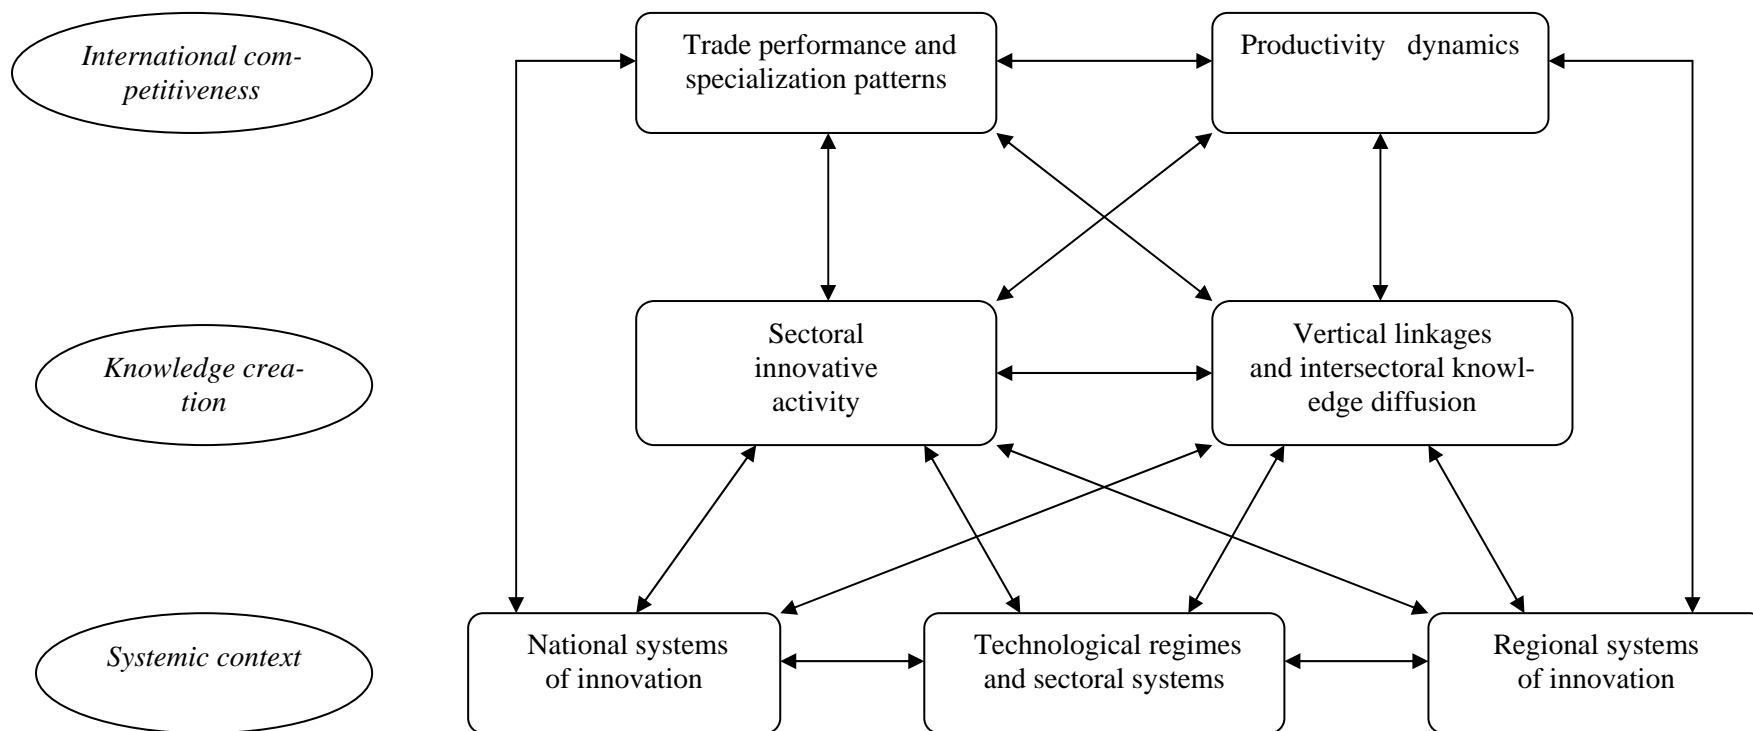 International com-
petitiveness
Trade performance and
specialization patterns
Productivity dynamics
Knowledge crea-
tion
Sectoral
innovative
activity
Vertical linkages
and intersectoral knowl-
edge diffusion
Systemic context
National systems
of innovation
Technological regimes
and sectoral systems
Regional systems
of innovation